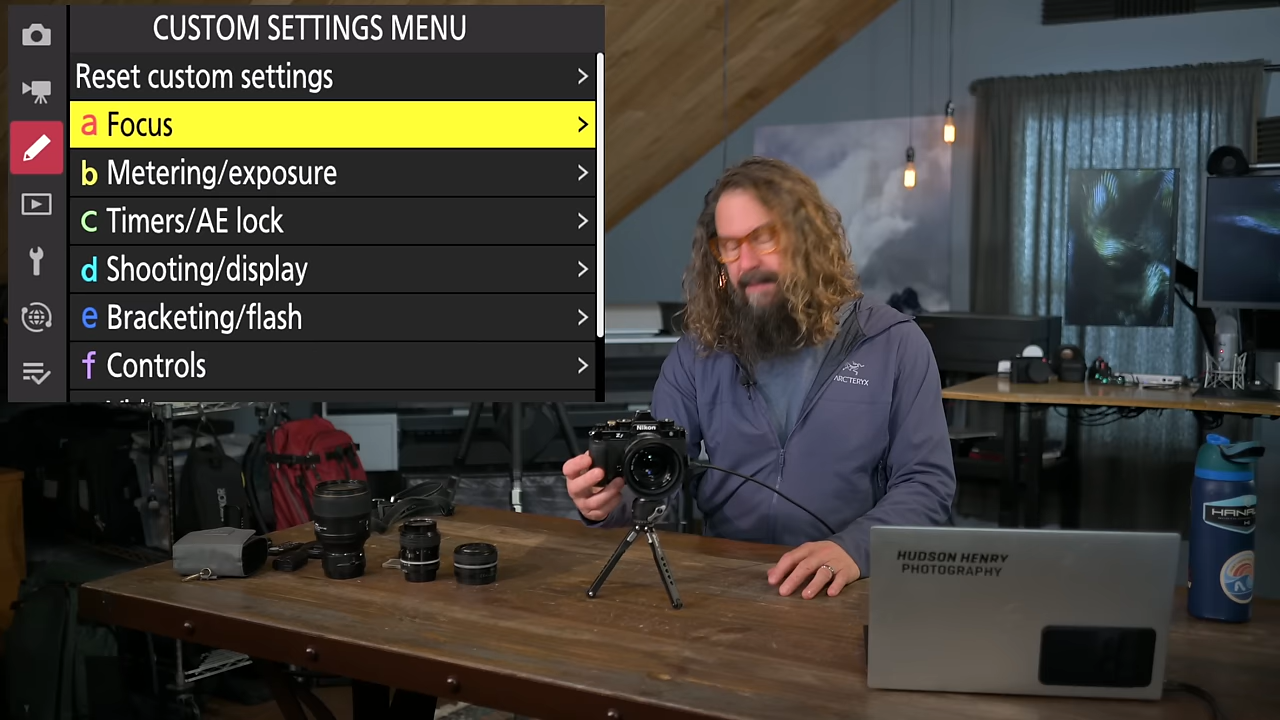 CUSTOM SETTINGS MENU
Reset custom settings
a Focus
b Metering/exposure
c Timers/AE lock
d Shooting/display
e Bracketing/flash
f Controls
ARC'TERYX
Nikon
Zf
HUDSON HENRY
PHOTOGRAPHY